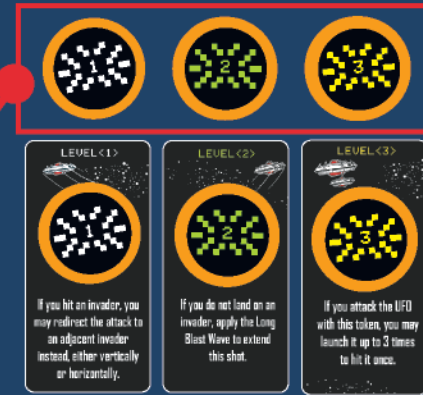 1 2 3
LEVEL<1> LEVEL<2> LEVEL<3>
1 2 3
If you hit an invader, you
may redirect the attack to
an adjacent invader
instead, either vertically
or horizontally.
If you do not land on an
invader, apply the Long
Blast Wave to extend
this shot.
If you attack the UFO
with this token, you may
launch it up to 3 times
to hit it once.